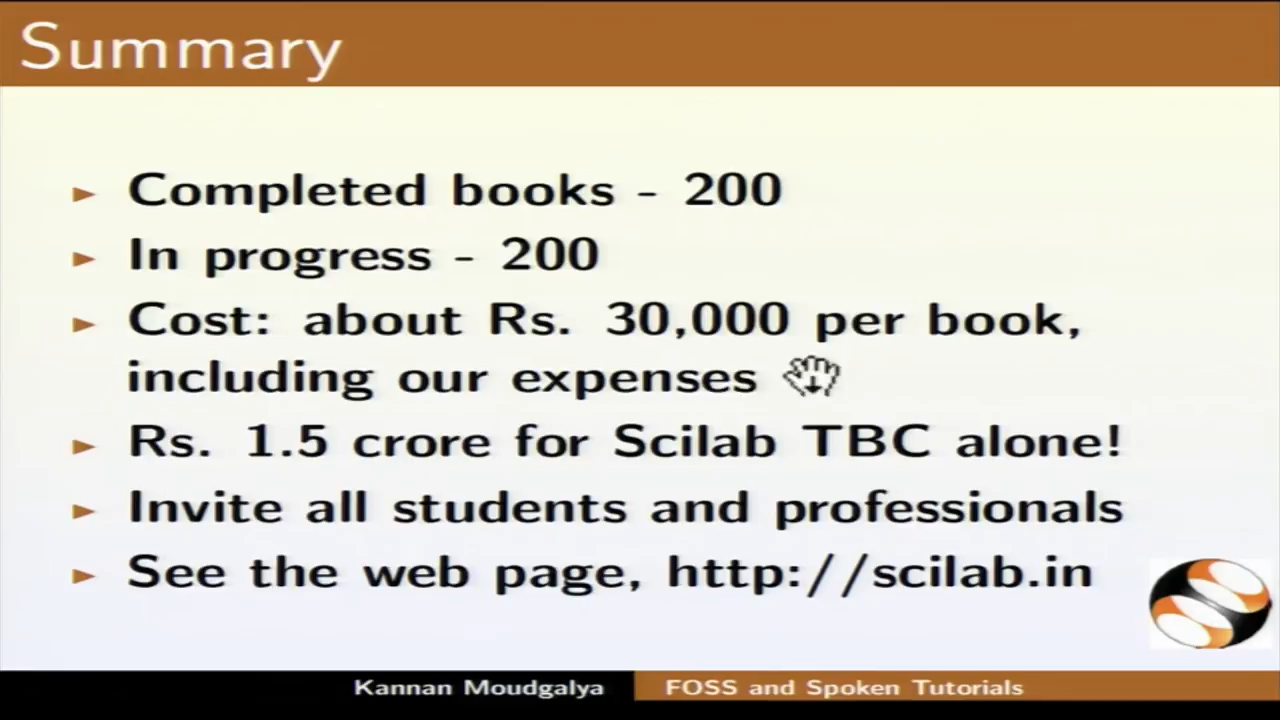 Summary
Completed books - 200
In progress - 200
Cost: about Rs. 30,000 per book,
including our expenses
Rs. 1.5 crore for Scilab TBC alone!
Invite all students and professionals
See the web page, http://scilab.in
Kannan Moudgalya
FOSS and Spoken Tutorials